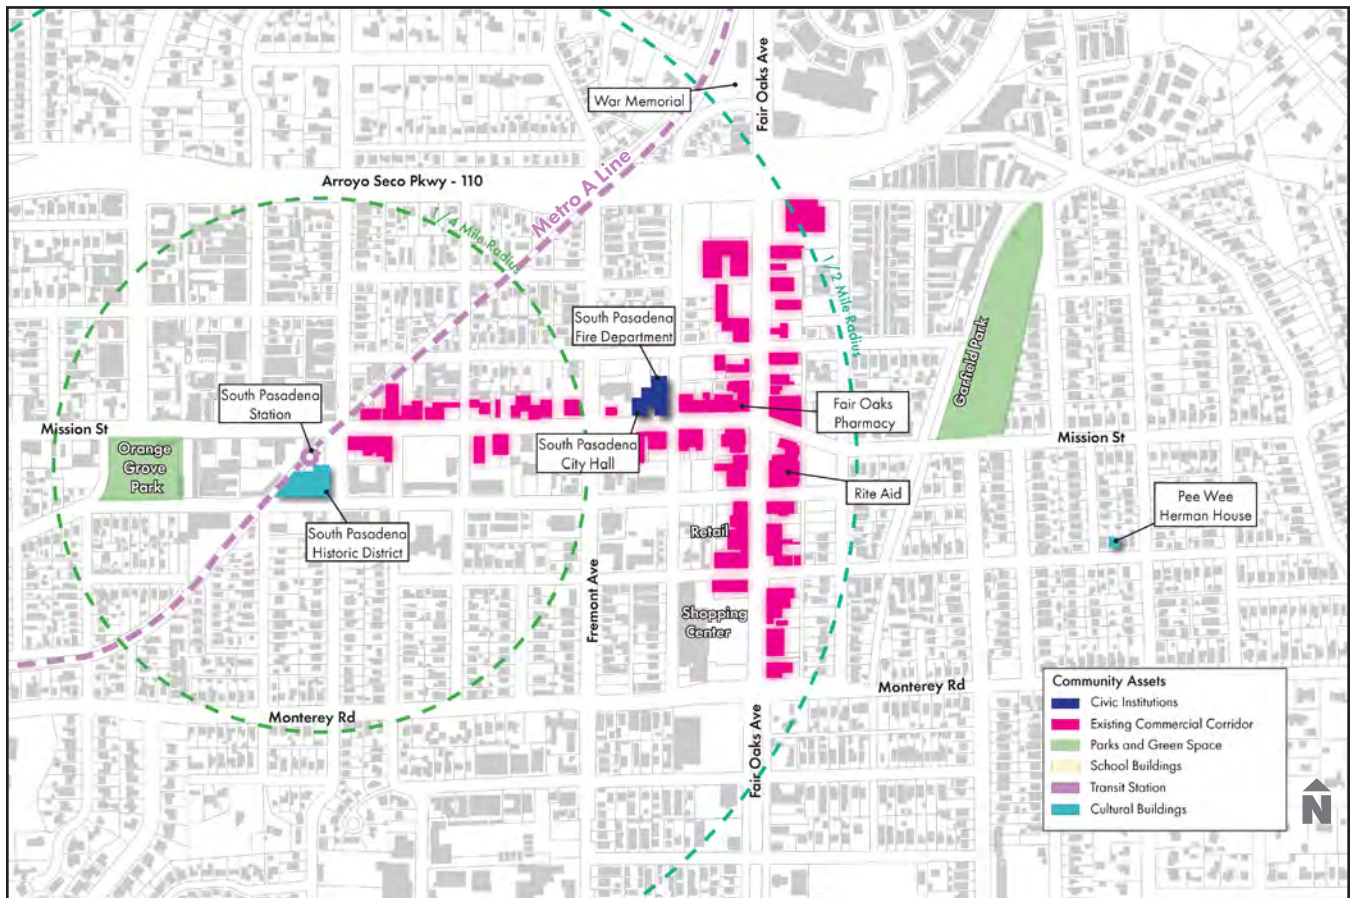 Fair Oaks Ave
War Memorial
Metro A Line
Arroyo Seco Pkwy - 110
1/4 Mile Radius
1/2 Mile Radius
South Pasadena
Fire Department
Garfield Park
South Pasadena
Station
Fair Oaks
Pharmacy
Mission St
Mission St
Orange
Grove
Park
South Pasadena
City Hall
Rite Aid
Pee Wee
Herman House
South Pasadena
Historic District
Retail
Fremont Ave
Shopping
Center
Monterey Rd
Monterey Rd
Fair Oaks Ave
Community Assets
Civic Institutions
Existing Commercial Corridor
Parks and Green Space
School Buildings
Transit Station
Cultural Buildings
N